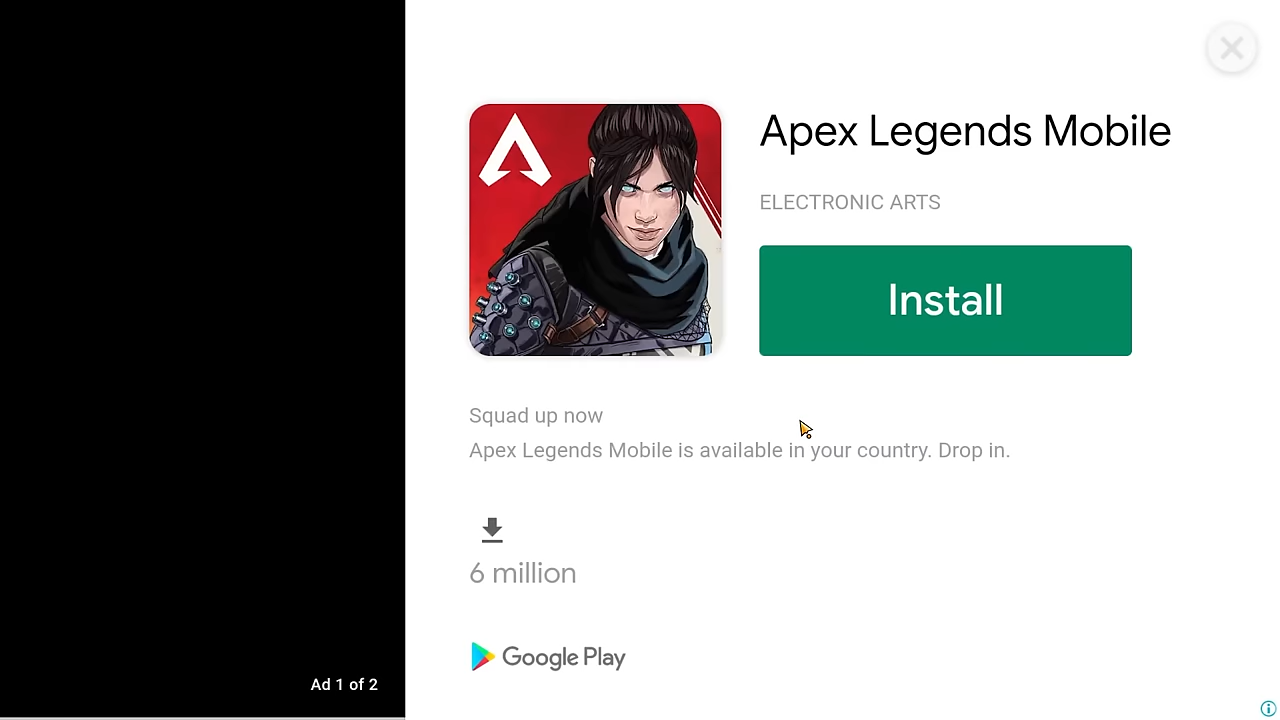 Apex Legends Mobile
ELECTRONIC ARTS
Install
Squad up now
Apex Legends Mobile is available in your country. Drop in.
6 million
Google Play
Ad 1 of 2